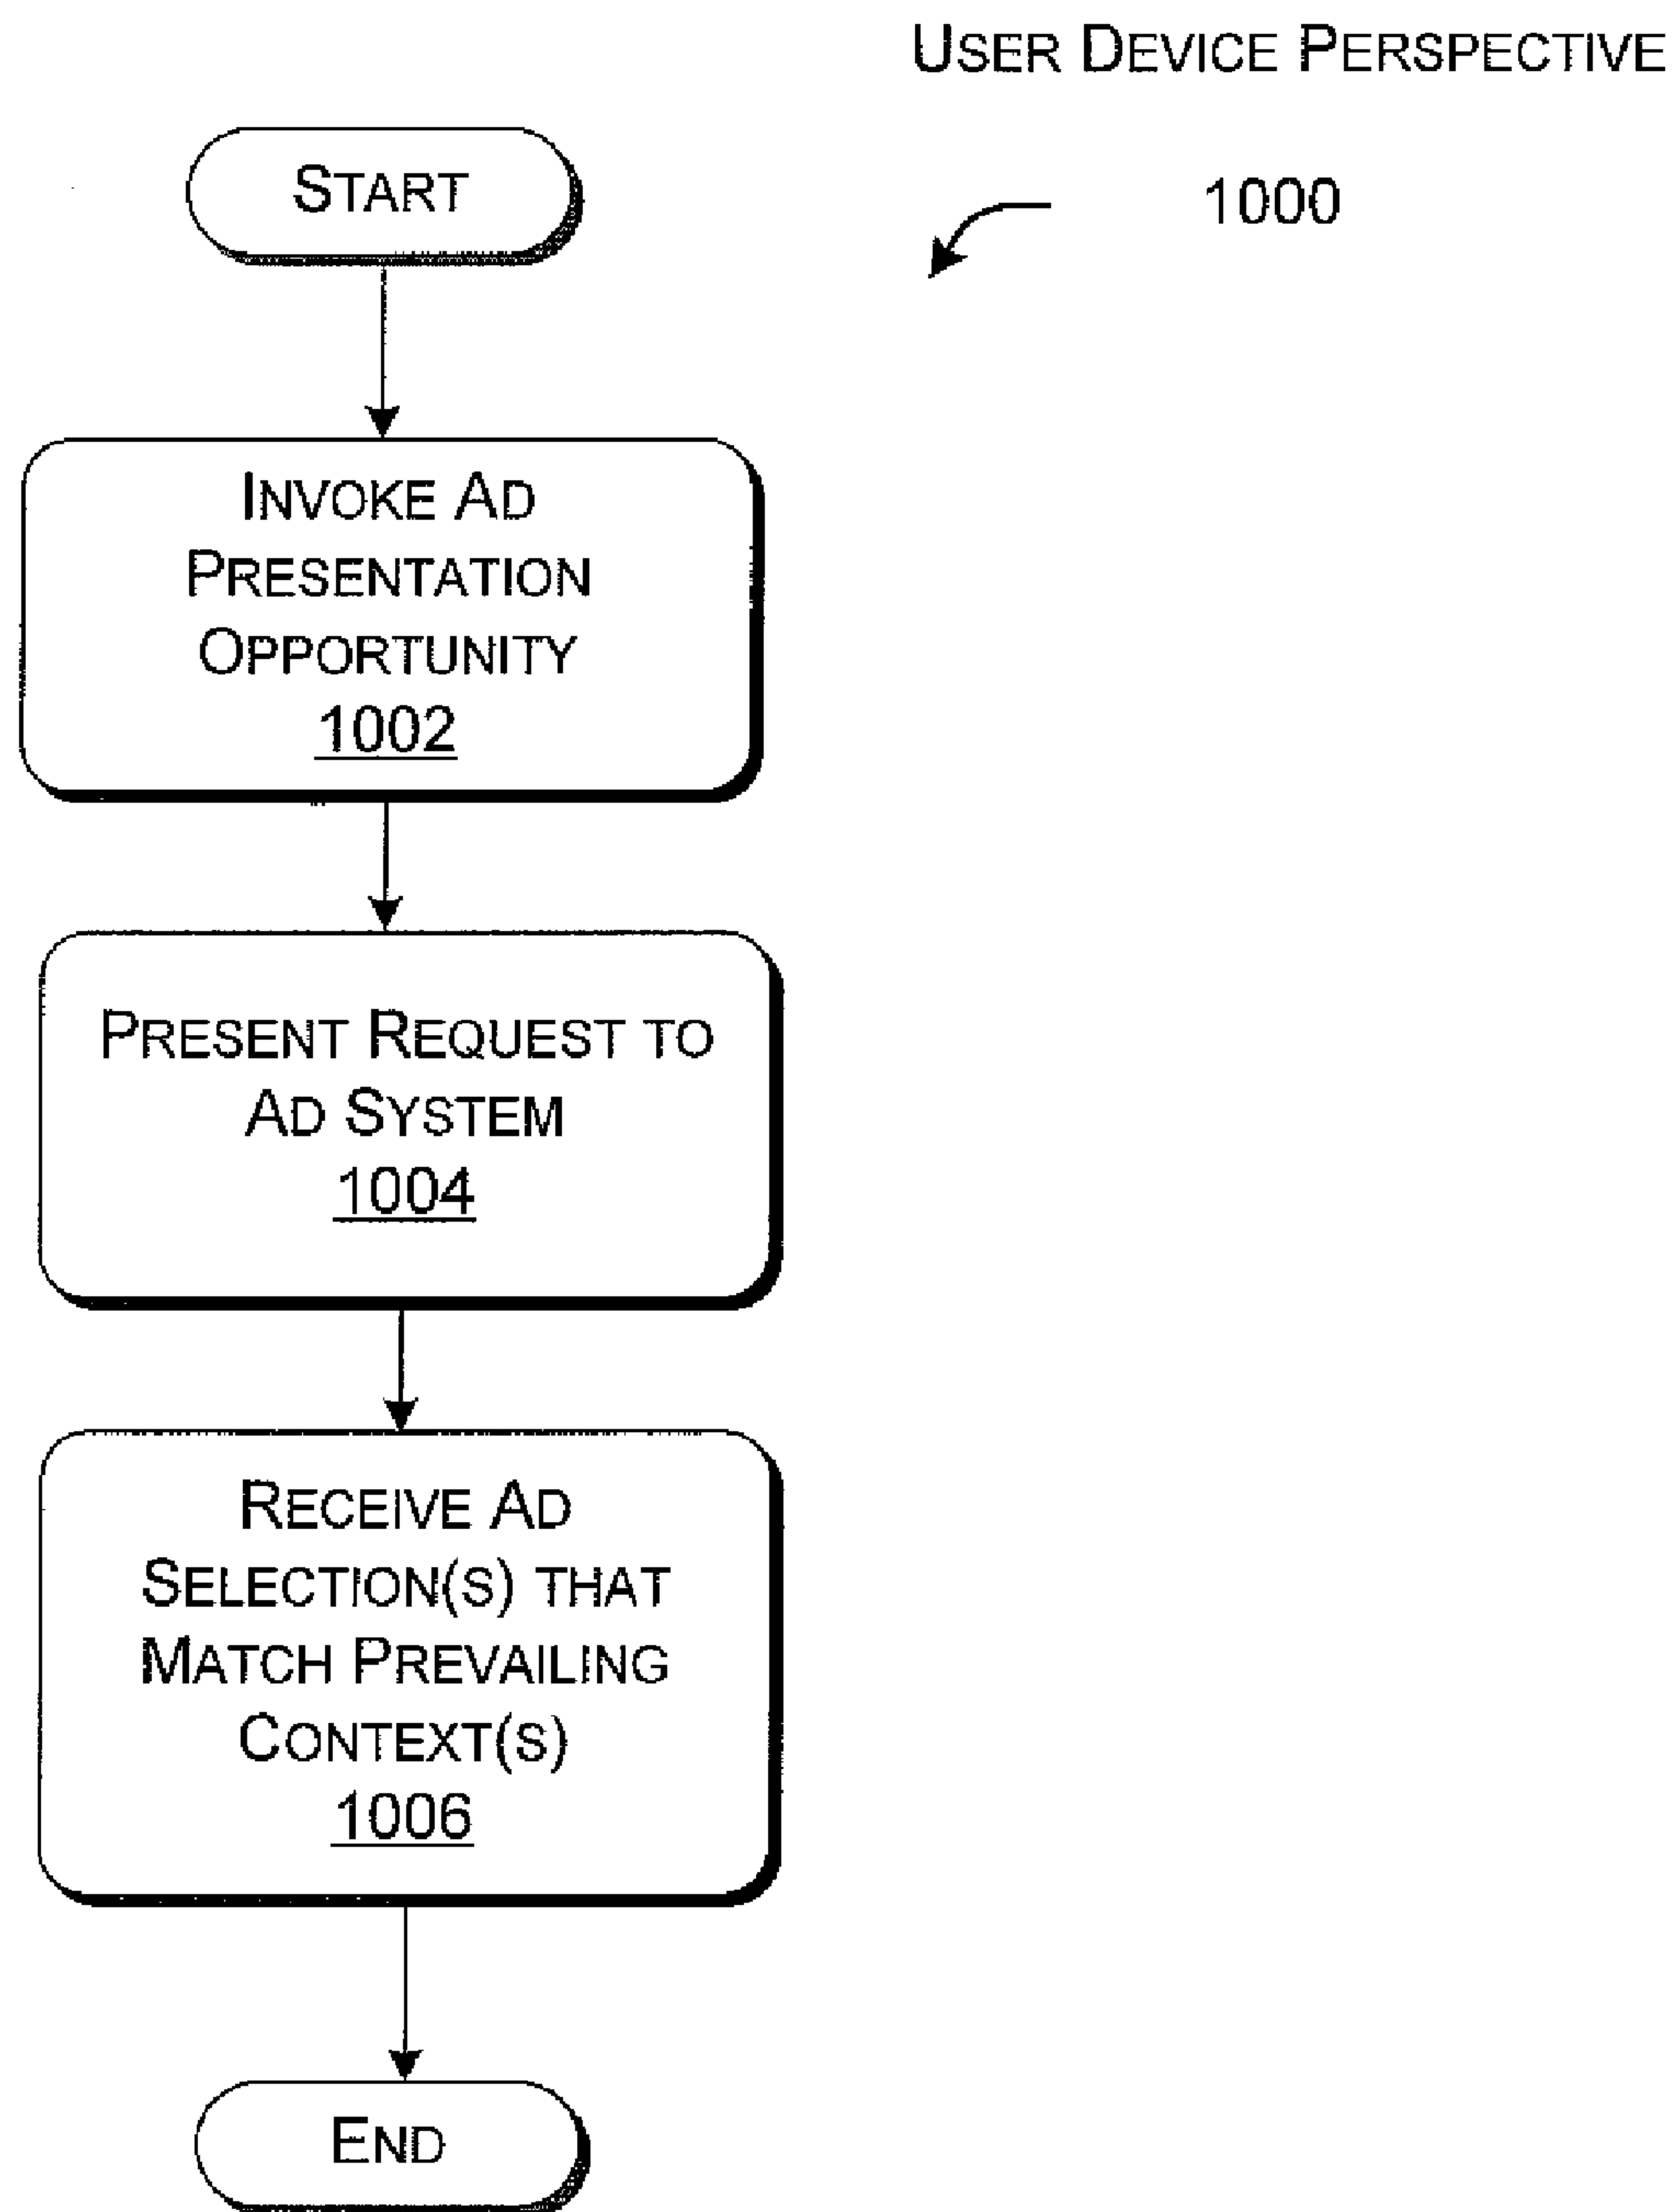 USER DEVICE PERSPECTIVE
START
1000
INVOKE AD
PRESENTATION
OPPORTUNITY
1002
PRESENT REQUEST TO
AD SYSTEM
1004
RECEIVE AD
SELECTION(S) THAT
MATCH PREVAILING
CONTEXT(S)
1006
END